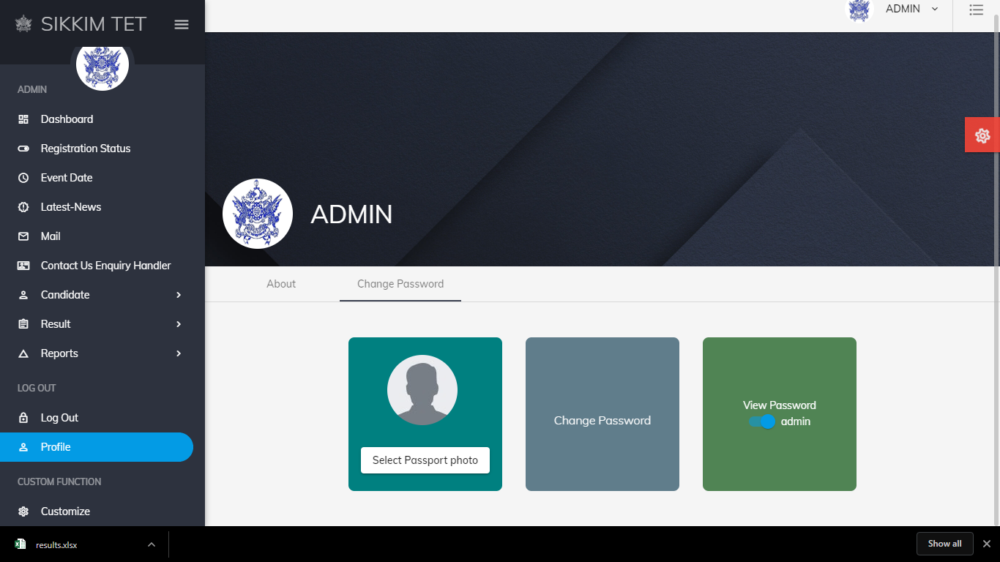 SIKKIM TET
ADMIN
ADMIN
Dashboard
Registration Status
Event Date
Latest-News
Mail
Contact Us Enquiry Handler
Candidate
Result
Reports
LOG OUT
Log Out
Profile
CUSTOM FUNCTION
Customize
ADMIN
About
Change Password
Select Passport photo
Change Password
View Password
admin
results.xlsx
Show all